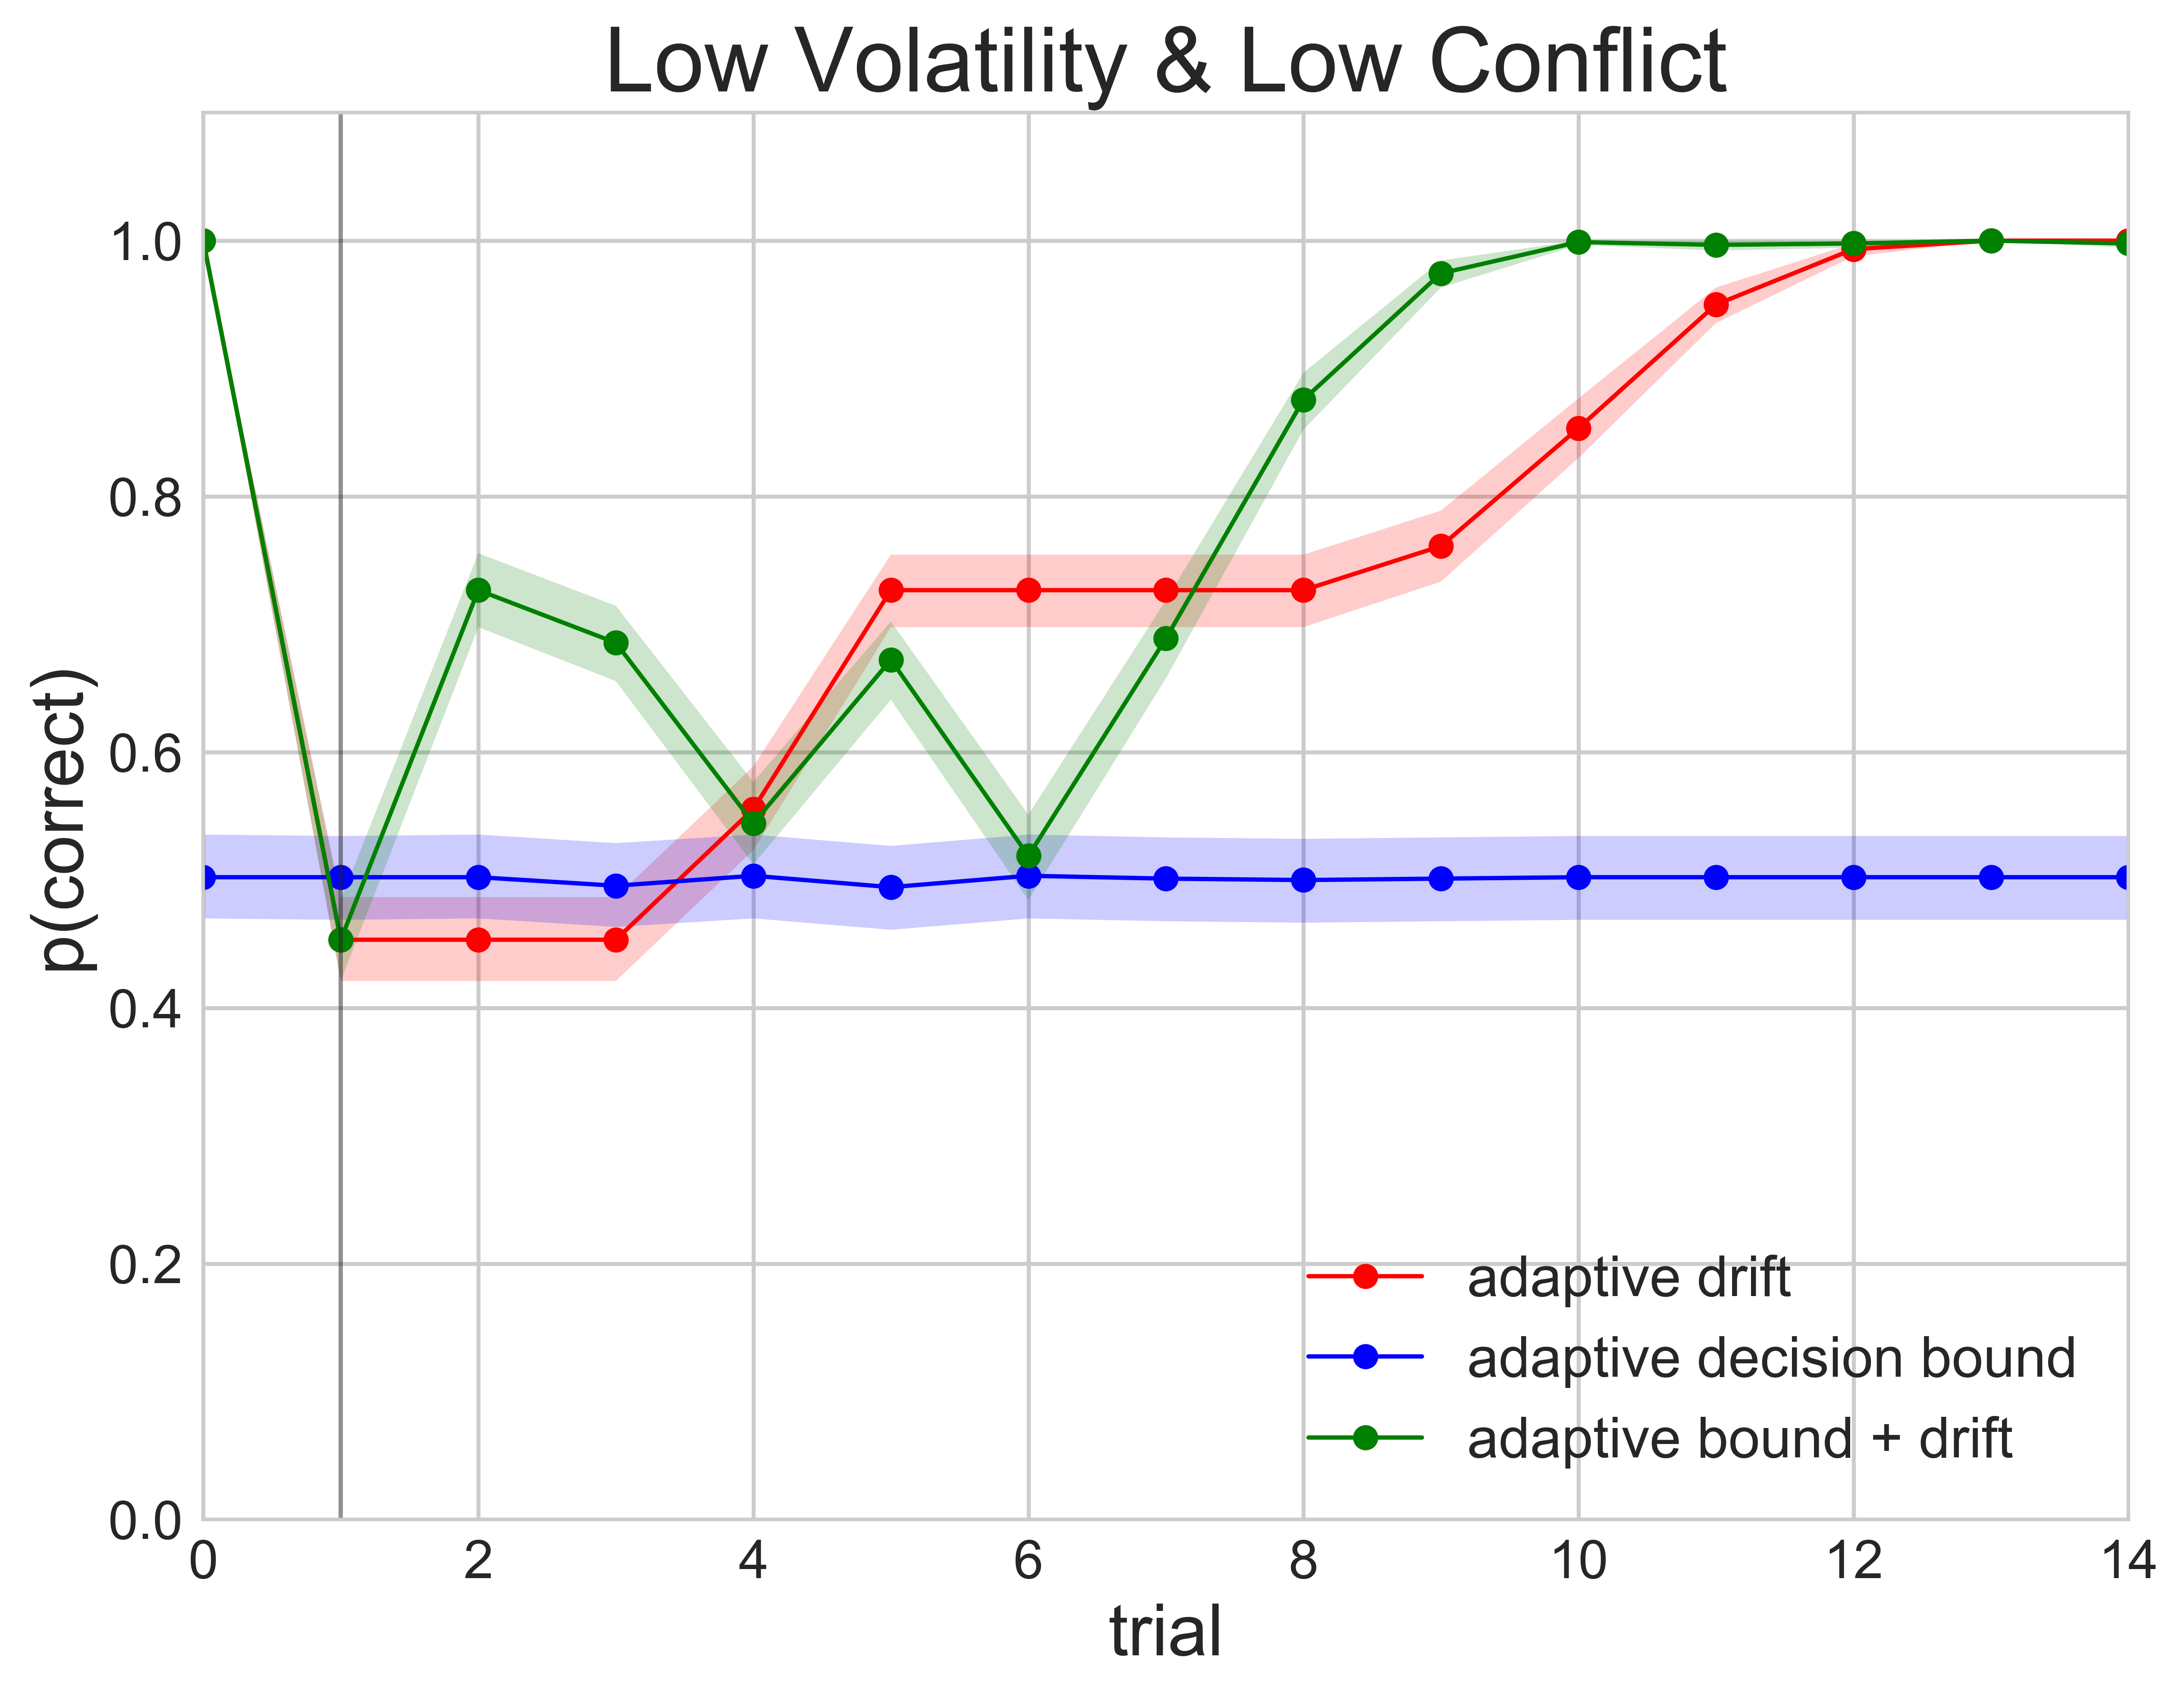 Low Volatility & Low Conflict
p(correct)
1.0
0.8
0.6
0.4
0.2
0.0
adaptive drift
adaptive decision bound
adaptive bound + drift
0 2 4 6 8 10 12 14
trial